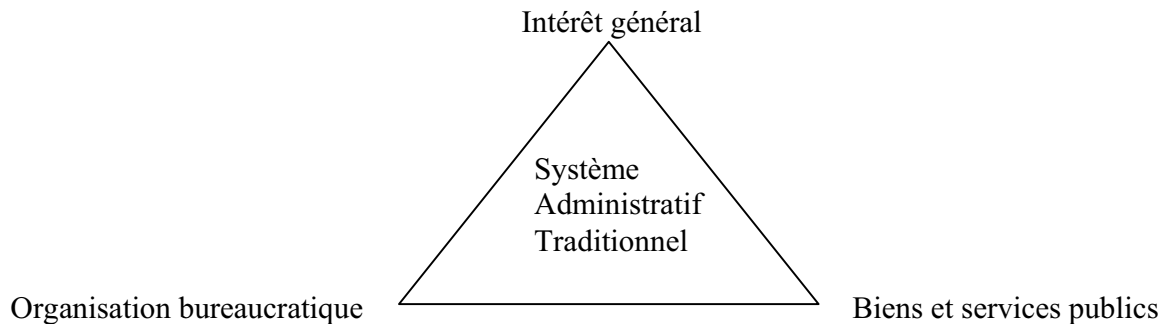 Intérêt général
Système
Administratif
Traditionnel
Organisation bureaucratique
Biens et services publics